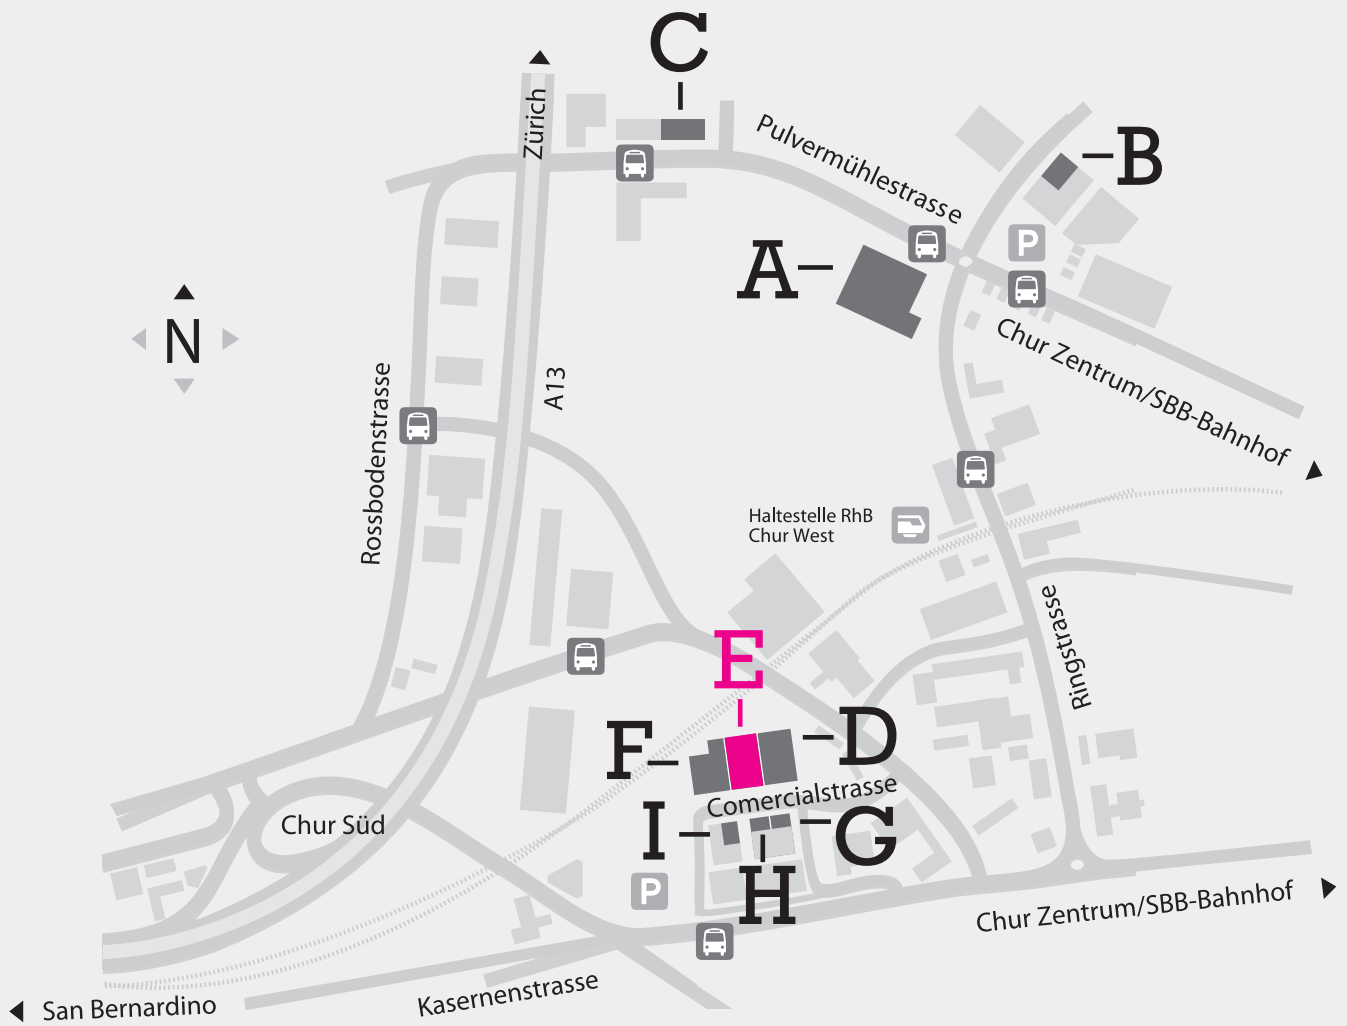 C
Zürich
Pulvermühlestrasse
B
P
A
N
Chur Zentrum/SBB-Bahnhof
A13
Rossbodenstrasse
Haltestelle RhB
Chur West
Ringstrasse
E
F
D
Comercialstrasse
I
G
H
Chur Süd
P
Chur Zentrum/SBB-Bahnhof
Kasernenstrasse
San Bernardino